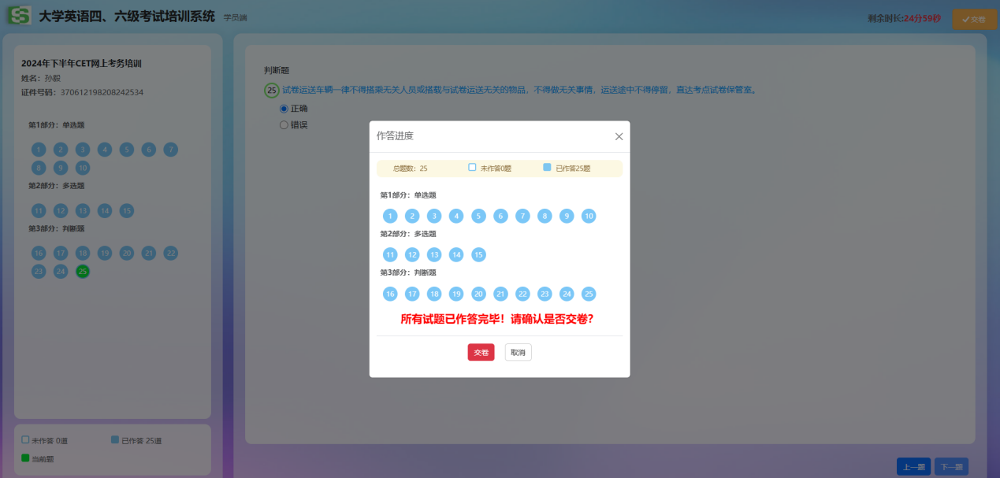 大学英语四、六级考试培训系统 学员端
剩余时长:24分59秒
交卷
2024年下半年CET网上考务培训
姓名：孙毅
证件号码：370612198208242534
第1部分：单选题
1 2 3 4 5 6 7
8 9 10
第2部分：多选题
11 12 13 14 15
第3部分：判断题
16 17 18 19 20 21 22
23 24 25
未作答 0道 已作答 25道
当前题
判断题
25 试卷运送车辆一律不得搭乘无关人员或搭载与试卷运送无关的物品，不得做无关事情，运送途中不得停留，直达考点试卷保管室。
正确
错误
作答进度
总题数：25 未作答0题 已作答25题
第1部分：单选题
1 2 3 4 5 6 7 8 9 10
第2部分：多选题
11 12 13 14 15
第3部分：判断题
16 17 18 19 20 21 22 23 24 25
所有试题已作答完毕！请确认是否交卷？
交卷 取消
上一题 下一题